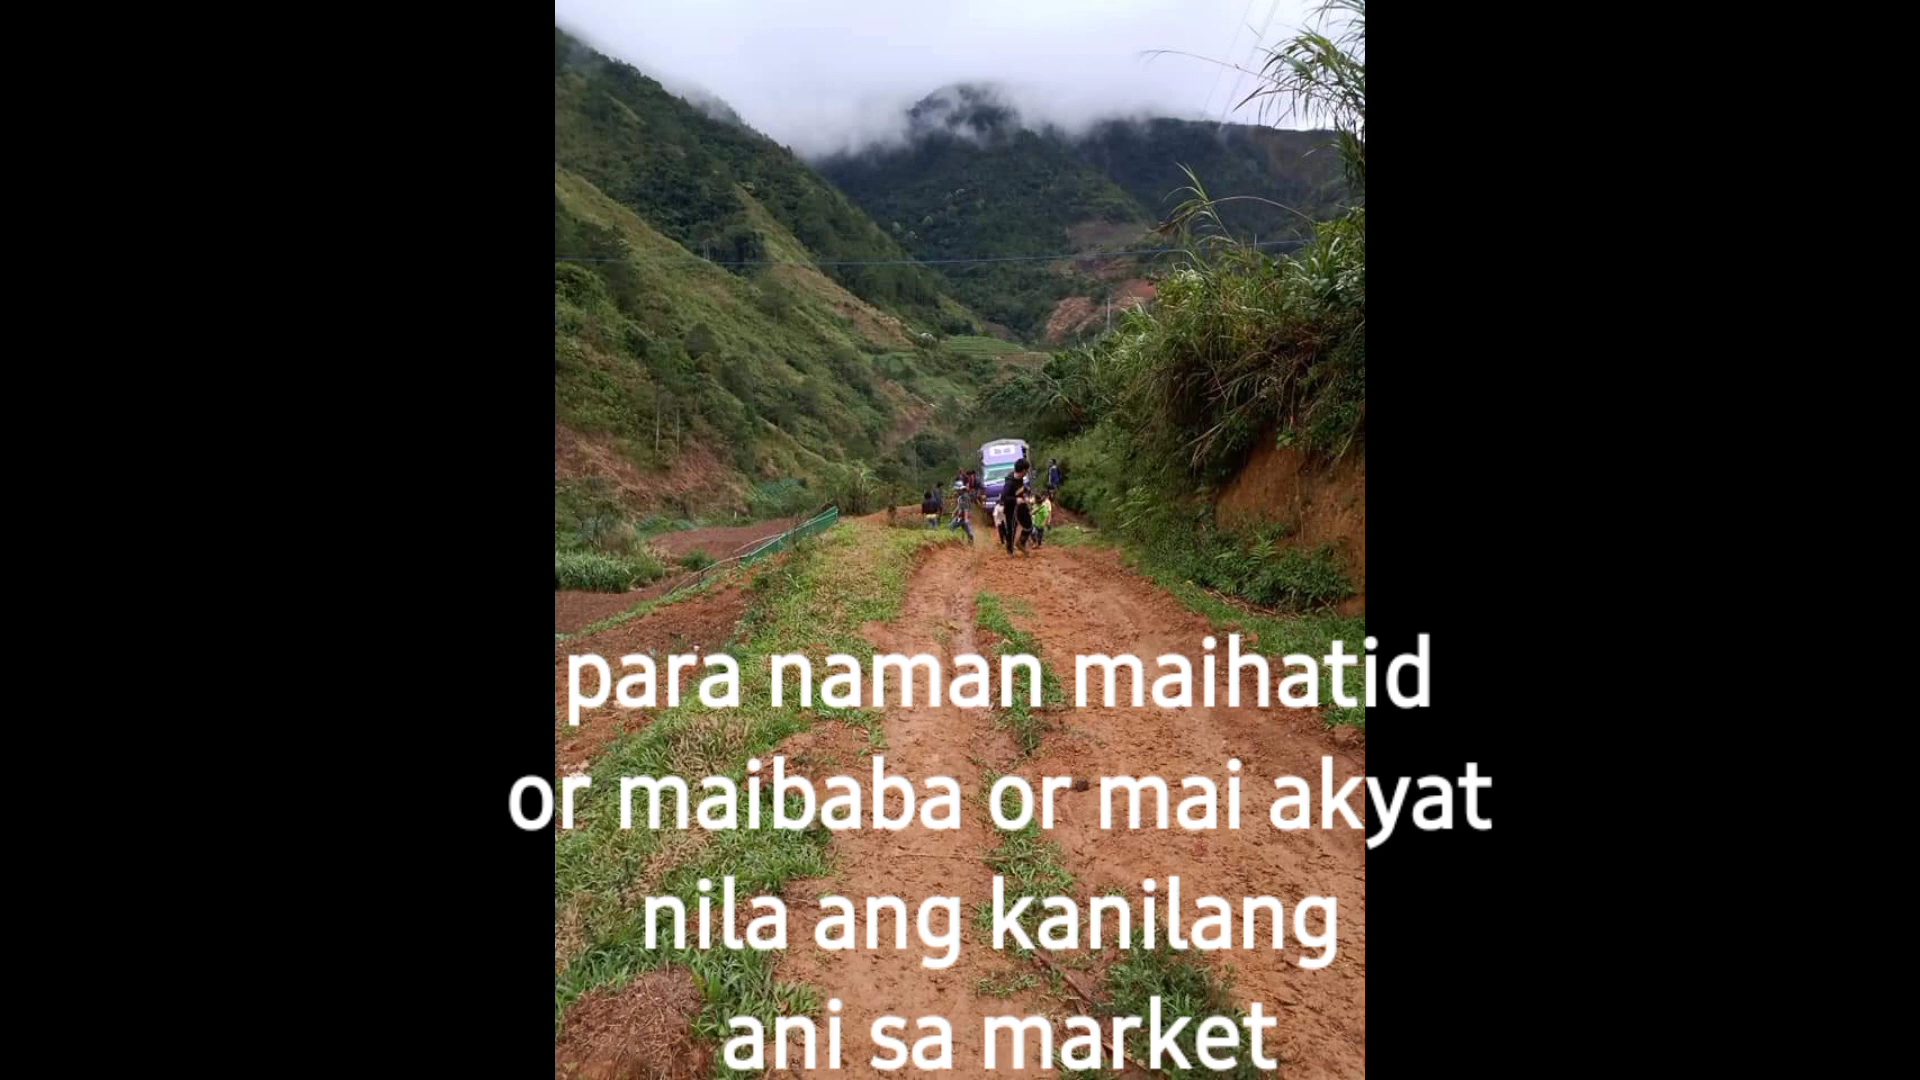 para naman maihatid
or maibaba or mai akyat
nila ang kanilang
ani sa market